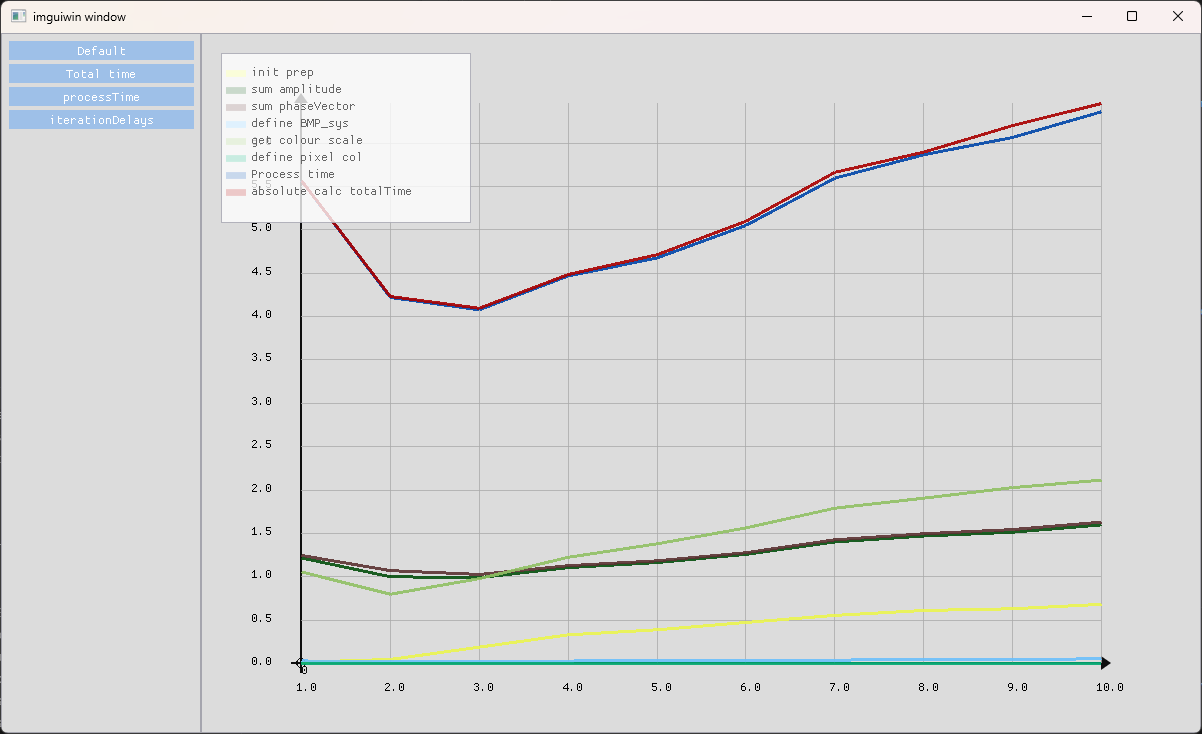 imguiwin window
Default
Total time
processTime
iterationDelays
init prep
sum amplitude
sum phaseVector
define BMP_sys
get colour scale
define pixel col
Process time
absolute calc totalTime
5.5
5.0
4.5
4.0
3.5
3.0
2.5
2.0
1.5
1.0
0.5
0.0
0
1.0 2.0 3.0 4.0 5.0 6.0 7.0 8.0 9.0 10.0